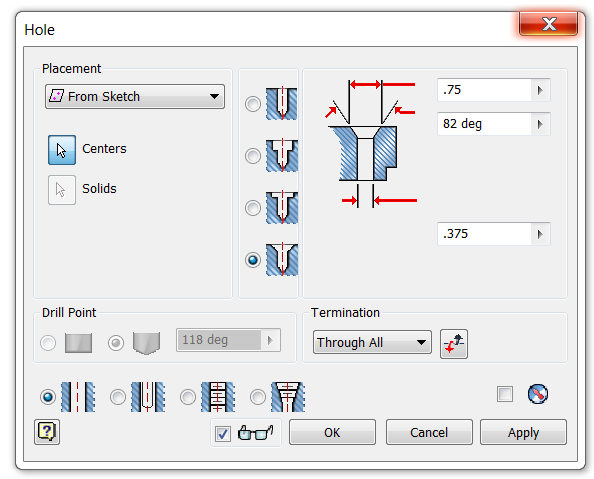 Hole
Placement
From Sketch
Centers
Solids
.75
82 deg
.375
Drill Point
118 deg
Termination
Through All
OK
Cancel
Apply